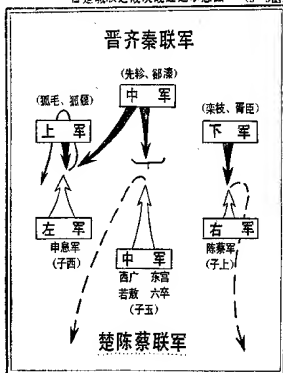 晋齐秦联军
(先轸、郤溱)
(狐毛、狐偃)
中 军
(栾枝、胥臣)
上 军
下 军
左 军
右 军
申息军
(子西)
中 军
陈蔡军
(子上)
西广 东宫
若敖 六卒
(子玉)
楚陈蔡联军